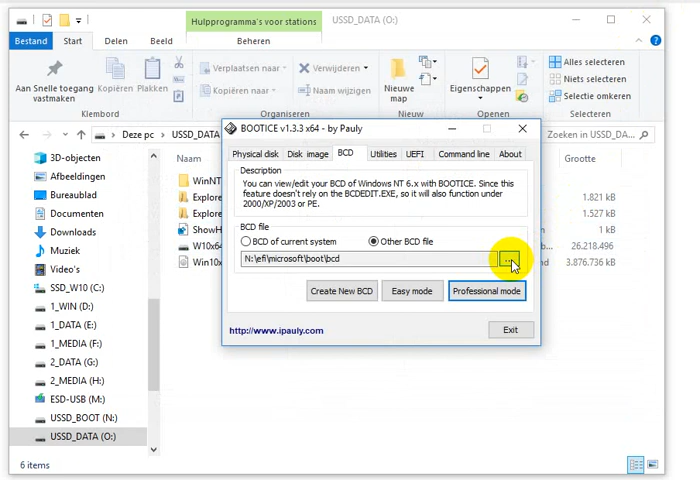 Hulpprogramma's voor stations
USSD_DATA (O:)
Bestand
Start
Delen
Beeld
Beheren
Aan Snelle toegang
vastmaken
Kopiëren
Plakken
Verplaatsen naar
Kopiëren naar
Verwijderen
Nieuwe
map
Eigenschappen
Alles selecteren
Niets selecteren
Selectie omkeren
Klembord
Organiseren
Nieuw
Openen
Selecteren
Deze pc
USSD_DATA
Zoeken in USSD_DA...
3D-objecten
Afbeeldingen
Bureaublad
Documenten
Downloads
Muziek
Video's
SSD_W10 (C:)
1_WIN (D:)
1_DATA (E:)
1_MEDIA (F:)
2_DATA (G:)
2_MEDIA (H:)
ESD-USB (M:)
USSD_BOOT (N:)
USSD_DATA (O:)
Naam
WinNT
Explore
Explore
ShowH
W10x64
Win10x
Grootte
1.821 kB
1.527 kB
26.218.496
3.876.736 kB
BOOTICE v1.3.3 x64 - by Pauly
Physical disk
Disk image
BCD
Utilities
UEFI
Command line
About
Description
You can view/edit your BCD of Windows NT 6.x with BOOTICE. Since this
feature doesn't rely on the BCDEDIT.EXE, so it will also function under
2000/XP/2003 or PE.
BCD file
BCD of current system
Other BCD file
N:\efi\microsoft\boot\bcd
...
Create New BCD
Easy mode
Professional mode
http://www.ipauly.com
Exit
6 items